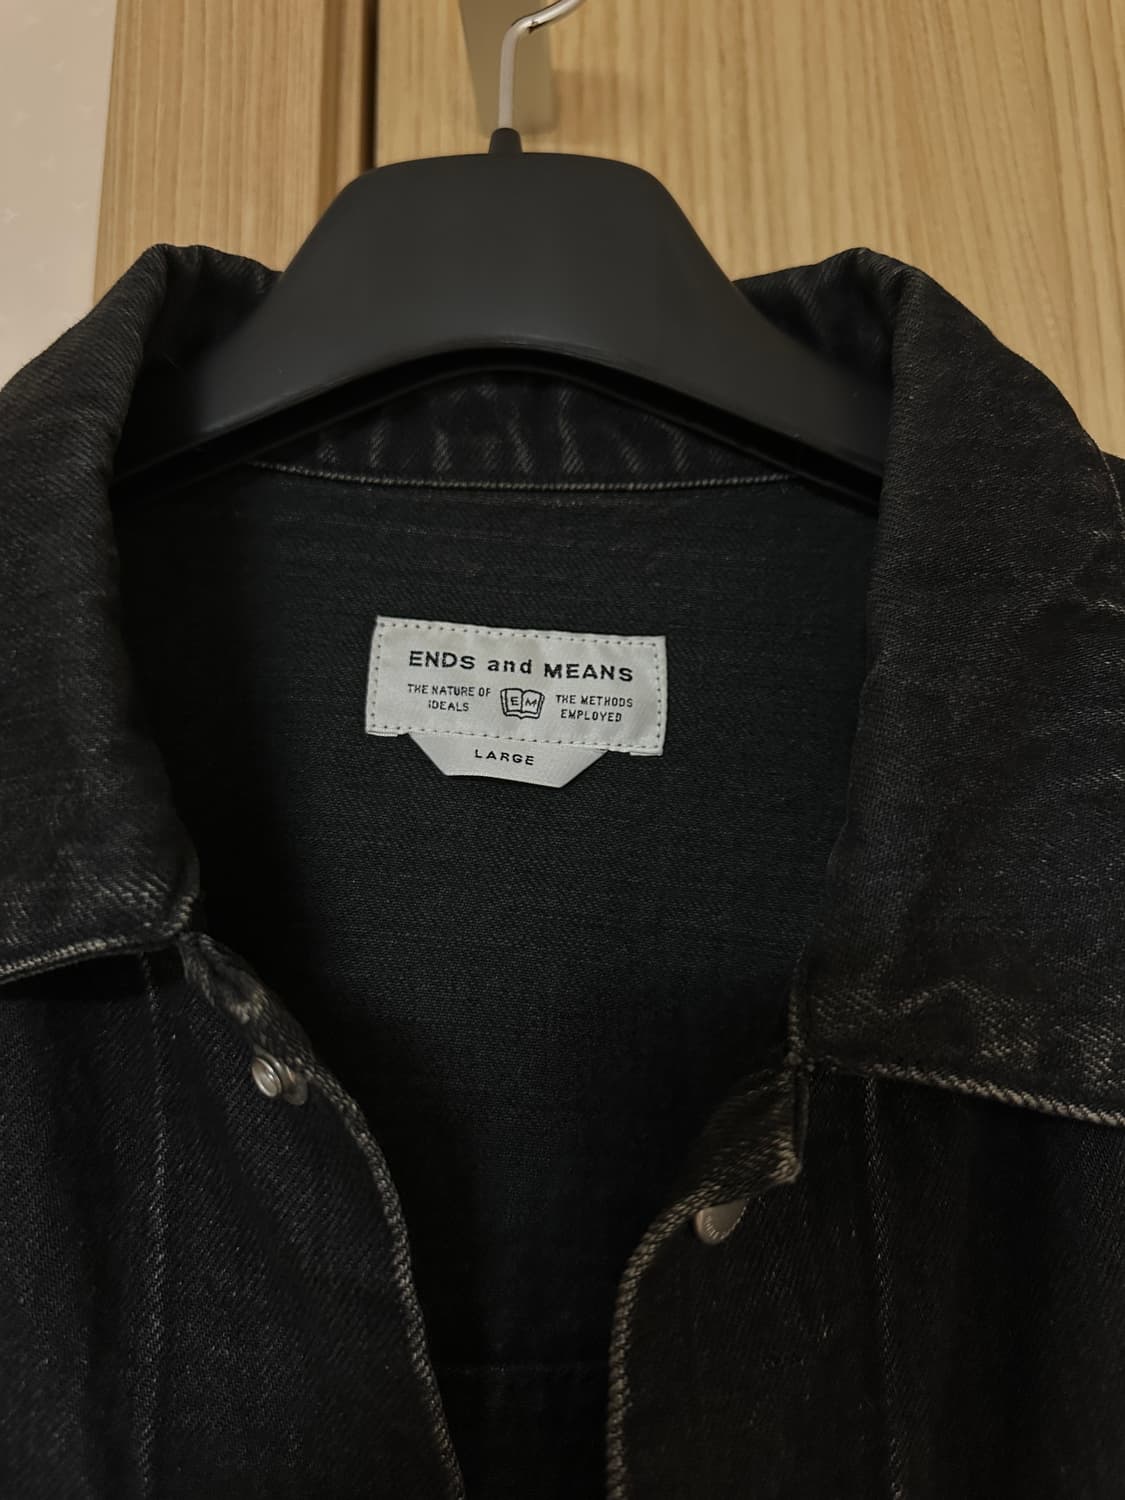 ENDS and MEANS
THE NATURE OF
IDEALS
E M
THE METHODS
EMPLOYED
LARGE